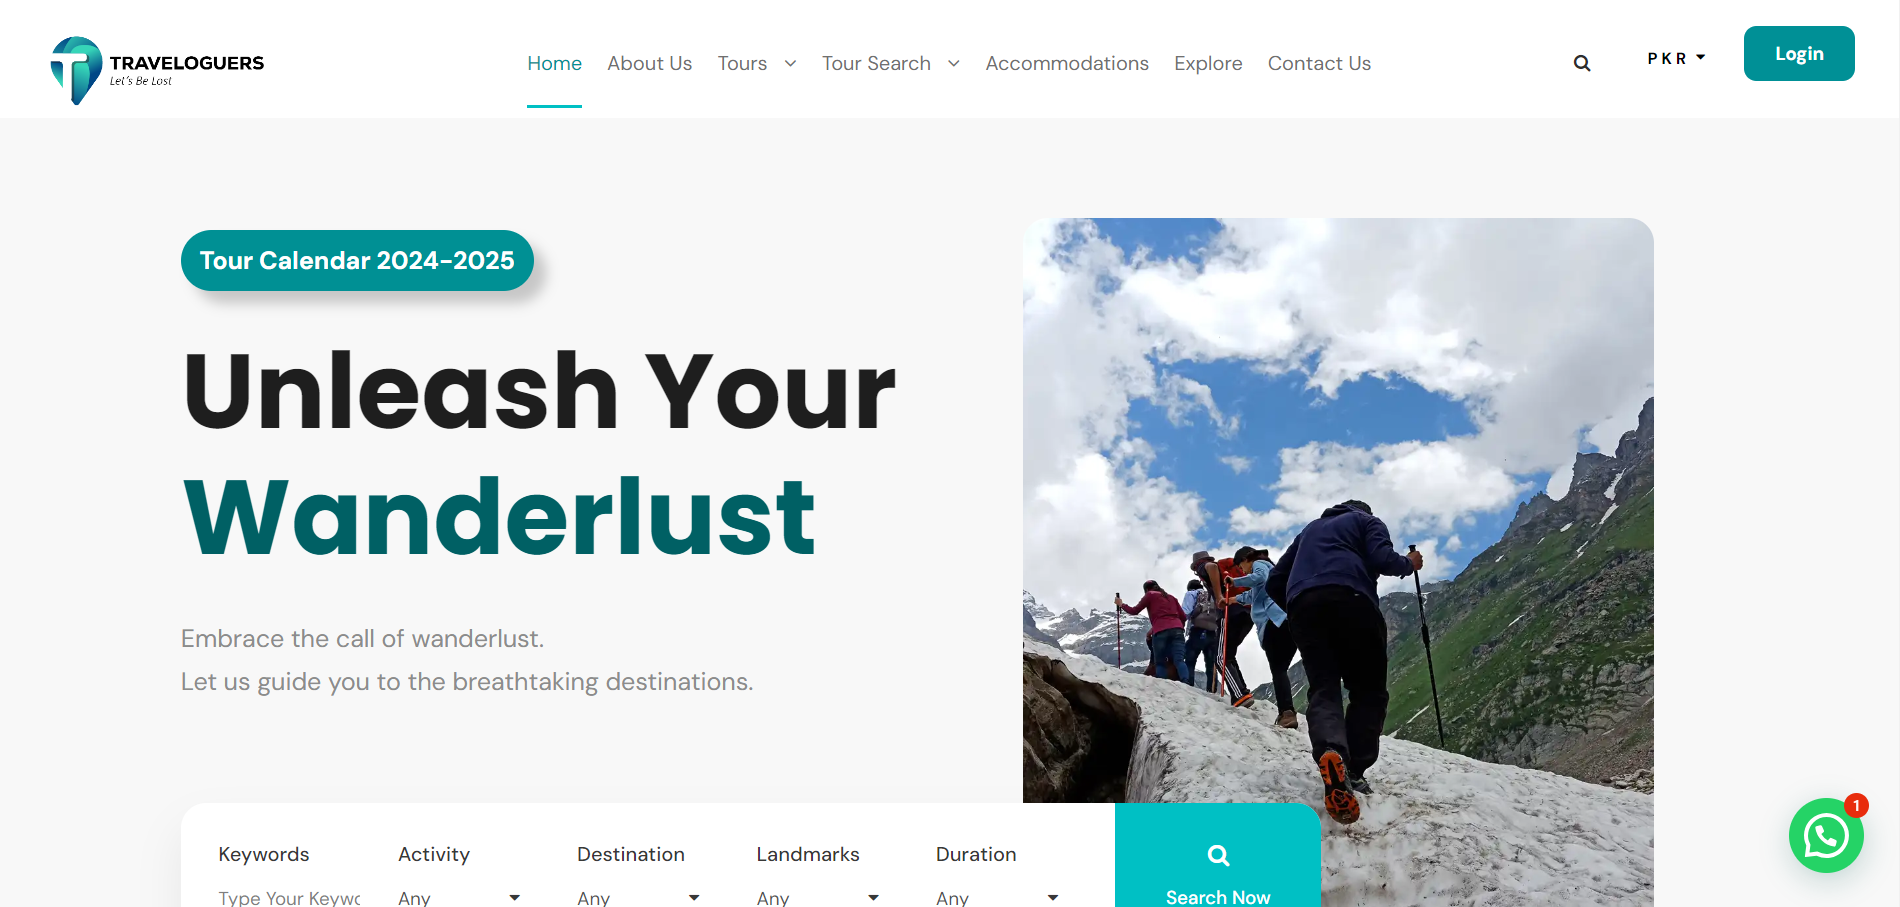 TRAVELOGUERS
Let's Be Lost
Home About Us Tours Tour Search Accommodations Explore Contact Us
PKR
Login
Tour Calendar 2024-2025
Unleash Your
Wanderlust
Embrace the call of wanderlust.
Let us guide you to the breathtaking destinations.
1
Keywords Activity Destination Landmarks Duration
Type Your Keywo Any Any Any Any
Search Now